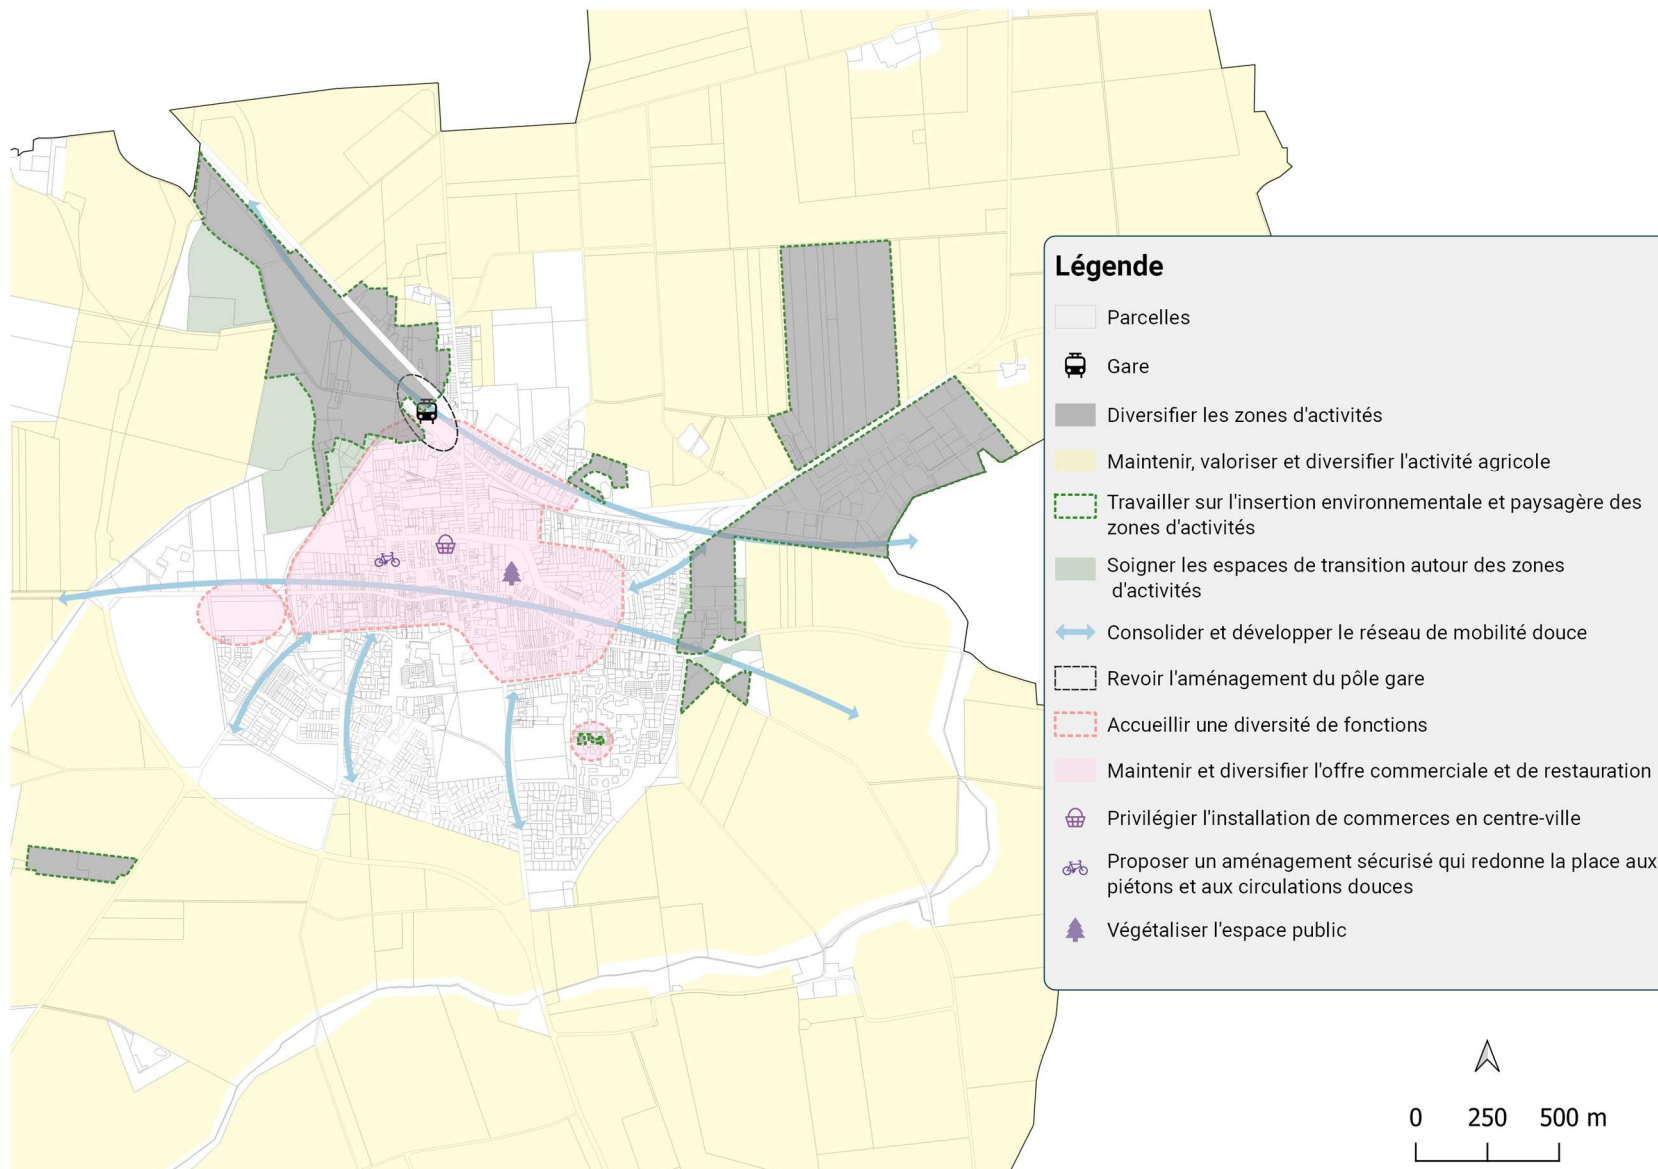 Légende
Parcelles
Gare
Diversifier les zones d'activités
Maintenir, valoriser et diversifier l'activité agricole
Travailler sur l'insertion environnementale et paysagère des
zones d'activités
Soigner les espaces de transition autour des zones
d'activités
Consolider et développer le réseau de mobilité douce
Revoir l'aménagement du pôle gare
Accueillir une diversité de fonctions
Maintenir et diversifier l'offre commerciale et de restauration
Privilégier l'installation de commerces en centre-ville
Proposer un aménagement sécurisé qui redonne la place aux
piétons et aux circulations douces
Végétaliser l'espace public
0 250 500 m